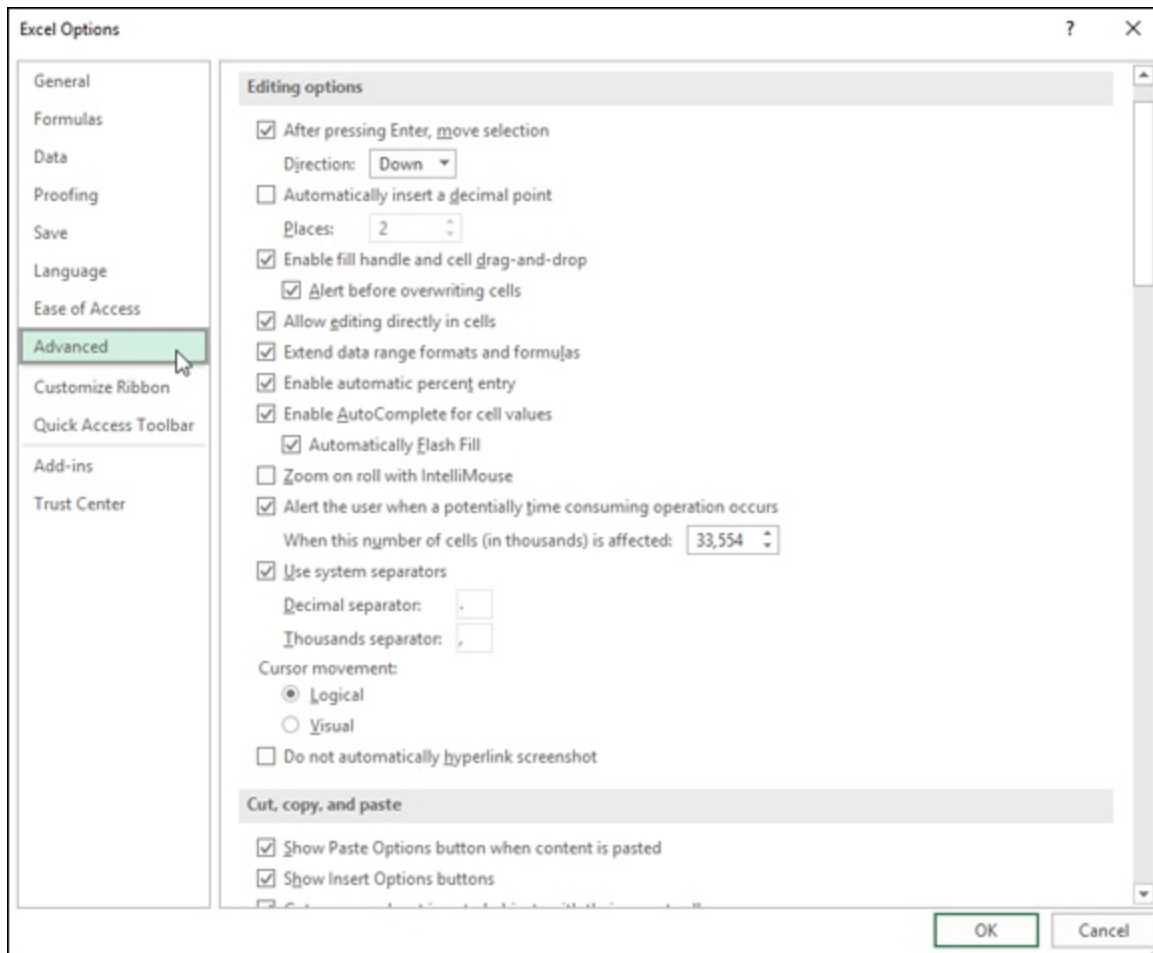 Excel Options
?
General
Formulas
Data
Proofing
Save
Language
Ease of Access
Advanced
Customize Ribbon
Quick Access Toolbar
Add-ins
Trust Center
Editing options
After pressing Enter, move selection
Direction: Down
Automatically insert a decimal point
Places: 2
Enable fill handle and cell drag-and-drop
Alert before overwriting cells
Allow editing directly in cells
Extend data range formats and formulas
Enable automatic percent entry
Enable AutoComplete for cell values
Automatically Flash Fill
Zoom on roll with IntelliMouse
Alert the user when a potentially time consuming operation occurs
When this number of cells (in thousands) is affected: 33,554
Use system separators
Decimal separator: .
Thousands separator: ,
Cursor movement:
Logical
Visual
Do not automatically hyperlink screenshot
Cut, copy, and paste
Show Paste Options button when content is pasted
Show Insert Options buttons
OK Cancel